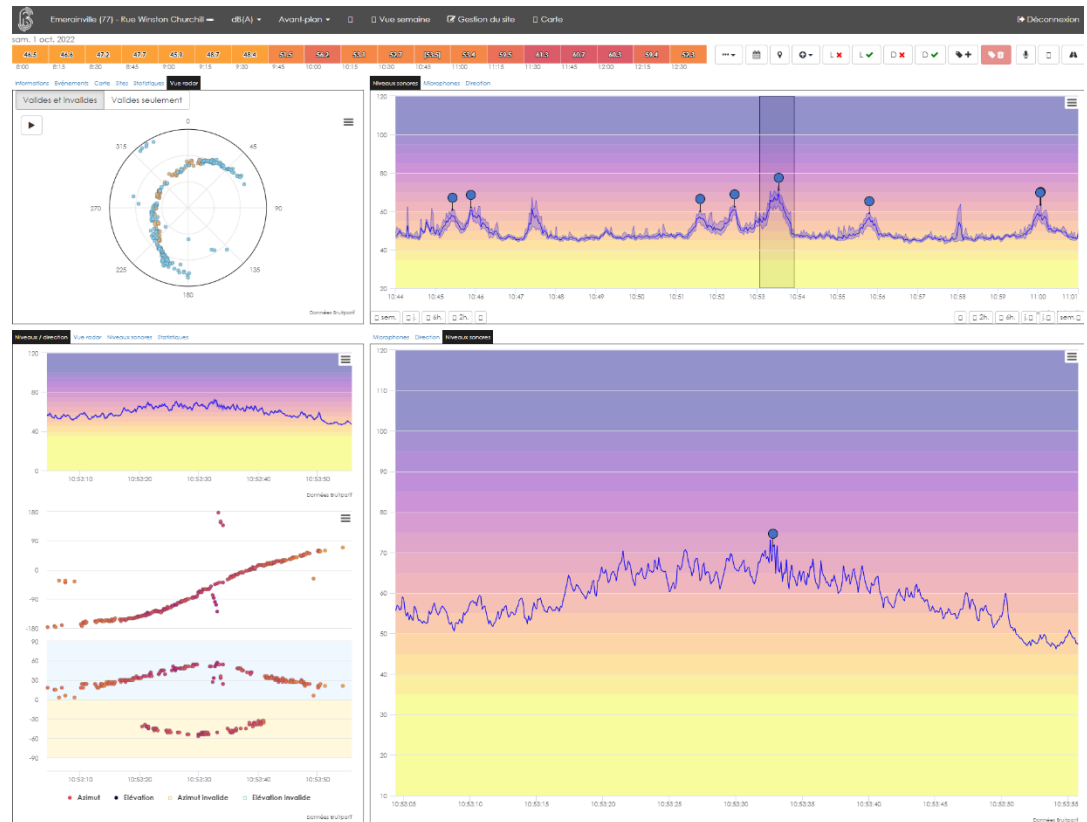 Emerainville (77) - Rue Winston Churchill dB(A) Avant-plan Vue semaine Gestion du site Carte Déconnexion
sam. 1 oct. 2022
46.5 46.6 47.2 47.7 45.9 48.7 48.4 51.5 56.2 53.1 52.7 [53.5] 53.4 59.5 61.3 60.7 60.3 59.4 52.3
8:00 8:15 8:30 8:45 9:00 9:15 9:30 9:45 10:00 10:15 10:30 10:45 11:00 11:15 11:30 11:45 12:00 12:15 12:30
L L D D
Informations Evénements Carte Sites Statistiques Vue radar
Valides et Invalides Valides seulement
0
315 45
270 90
225 135
180
Données Bruitparif
Niveaux sonores Microphones Direction
120
100
80
60
40
20
10:44 10:45 10:46 10:47 10:48 10:49 10:50 10:51 10:52 10:53 10:54 10:55 10:56 10:57 10:58 10:59 11:00 11:01
sem. j. 6h. 2h. 2h. 6h. j. j. sem.
Niveaux / direction Vue radar Niveaux sonores Statistiques
120
80
40
0
10:53:10 10:53:20 10:53:30 10:53:40 10:53:50
Données Bruitparif
180
90
0
-90
-180
90
60
30
0
-30
-60
-90
10:53:10 10:53:20 10:53:30 10:53:40 10:53:50
Azimut Elévation Azimut invalide Elévation invalide
Données Bruitparif
Microphones Direction Niveaux sonores
120
110
100
90
80
70
60
50
40
30
20
10
10:53:05 10:53:10 10:53:15 10:53:20 10:53:25 10:53:30 10:53:35 10:53:40 10:53:45 10:53:50 10:53:55
Données Bruitparif